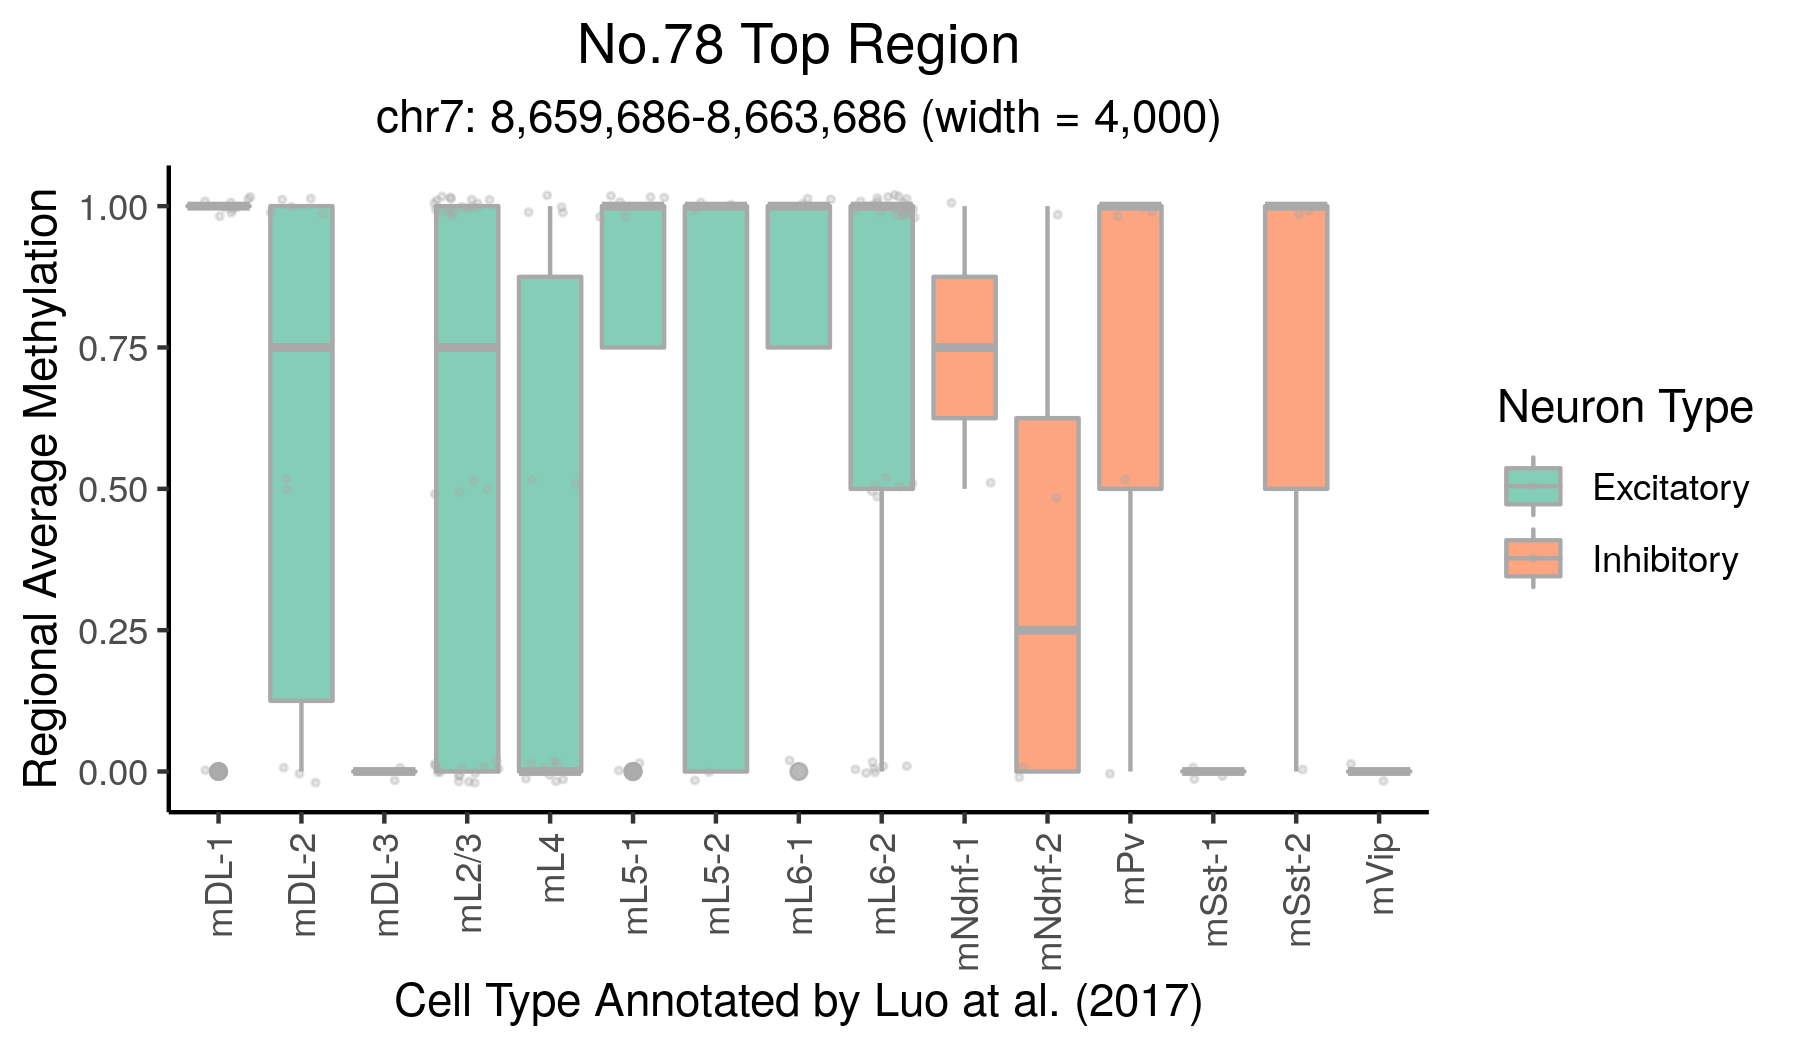 No.78 Top Region
chr7: 8,659,686-8,663,686 (width = 4,000)
Regional Average Methylation
1.00
0.75
0.50
0.25
0.00
mDL-1
mDL-2
mDL-3
mL2/3
mL4
mL5-1
mL5-2
mL6-1
mL6-2
mNdnf-1
mNdnf-2
mPv
mSst-1
mSst-2
mVip
Cell Type Annotated by Luo at al. (2017)
Neuron Type
Excitatory
Inhibitory